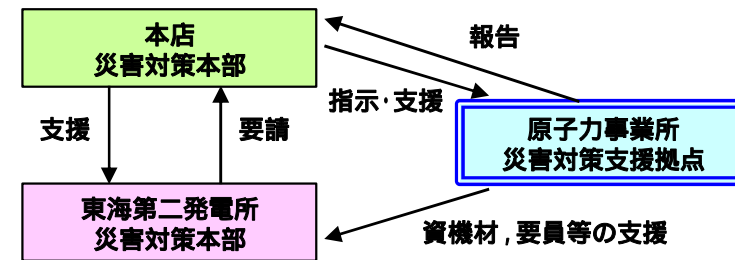 本店
災害対策本部
報告
指示・支援
支援
要請
原子力事業所
災害対策支援拠点
東海第二発電所
災害対策本部
資機材,要員等の支援